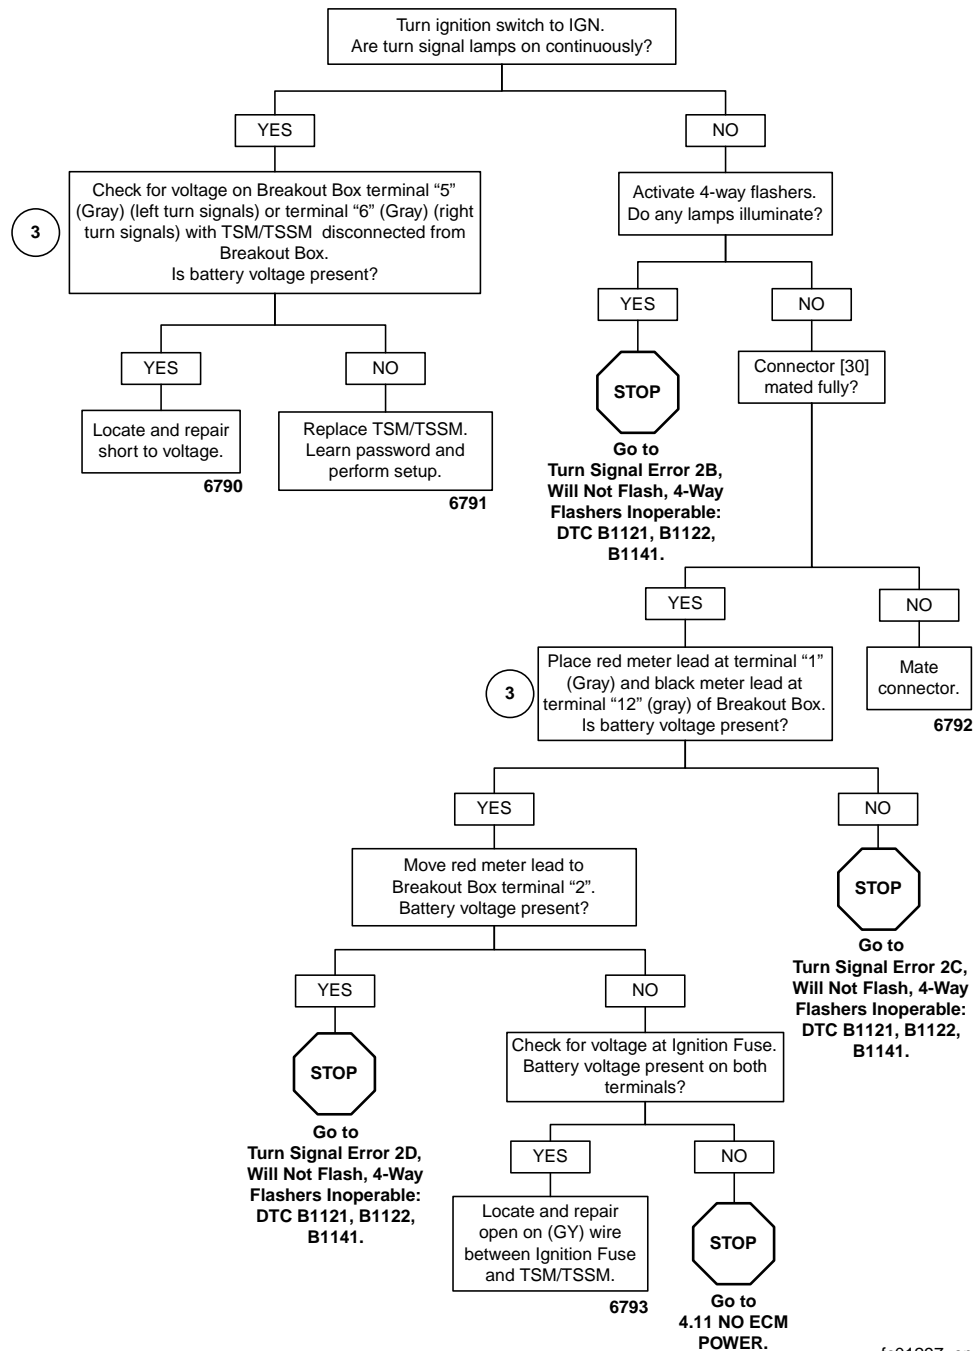 Turn ignition switch to IGN.
Are turn signal lamps on continuously?
YES
NO
3
Check for voltage on Breakout Box terminal “5”
(Gray) (left turn signals) or terminal “6” (Gray) (right
turn signals) with TSM/TSSM disconnected from
Breakout Box.
Is battery voltage present?
Activate 4-way flashers.
Do any lamps illuminate?
YES
NO
YES
NO
Locate and repair
short to voltage.
6790
Replace TSM/TSSM.
Learn password and
perform setup.
6791
STOP
Go to
Turn Signal Error 2B,
Will Not Flash, 4-Way
Flashers Inoperable:
DTC B1121, B1122,
B1141.
Connector [30]
mated fully?
YES
NO
3
Place red meter lead at terminal “1”
(Gray) and black meter lead at
terminal “12” (gray) of Breakout Box.
Is battery voltage present?
Mate
connector.
6792
YES
NO
Move red meter lead to
Breakout Box terminal “2”.
Battery voltage present?
STOP
Go to
Turn Signal Error 2C,
Will Not Flash, 4-Way
Flashers Inoperable:
DTC B1121, B1122,
B1141.
YES
NO
STOP
Go to
Turn Signal Error 2D,
Will Not Flash, 4-Way
Flashers Inoperable:
DTC B1121, B1122,
B1141.
Check for voltage at Ignition Fuse.
Battery voltage present on both
terminals?
YES
NO
Locate and repair
open on (GY) wire
between Ignition Fuse
and TSM/TSSM.
6793
STOP
Go to
4.11 NO ECM
POWER.